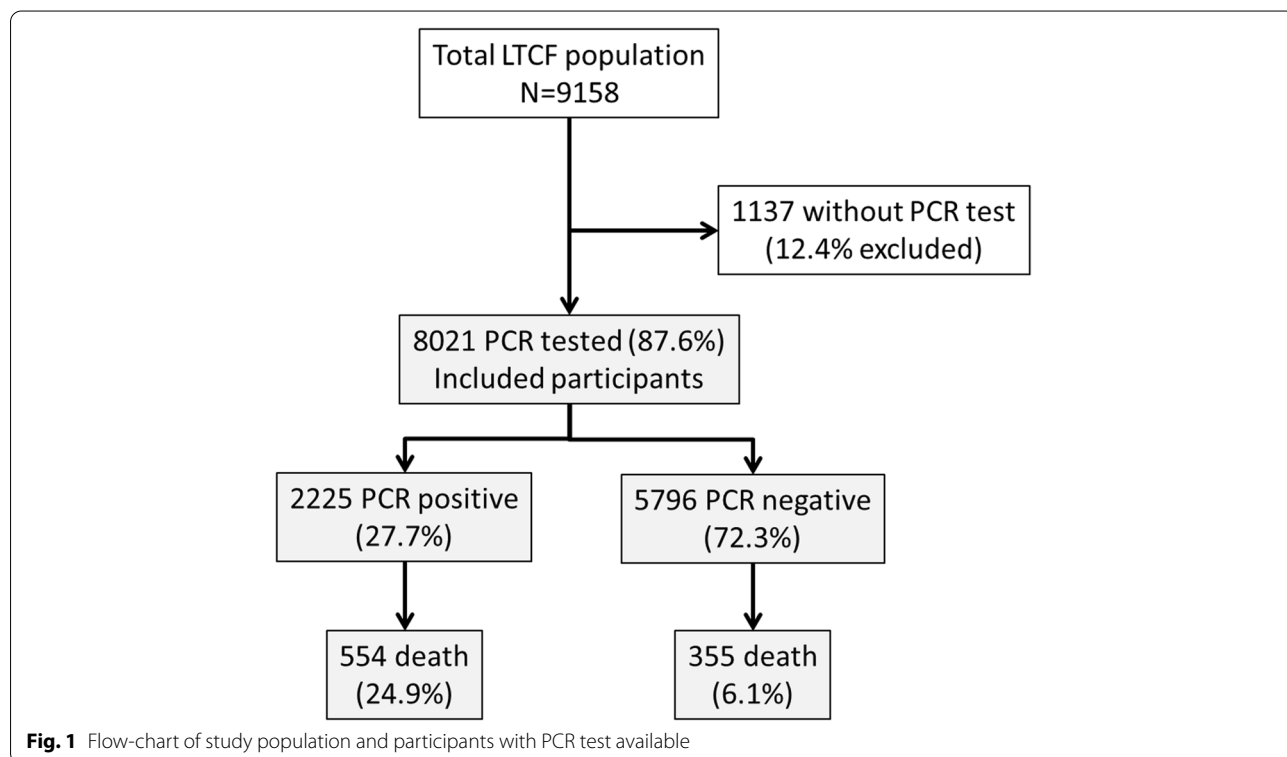 Total LTCF population
N=9158
1137 without PCR test
(12.4% excluded)
8021 PCR tested (87.6%)
Included participants
2225 PCR positive
(27.7%)
5796 PCR negative
(72.3%)
554 death
(24.9%)
355 death
(6.1%)
Fig. 1 Flow-chart of study population and participants with PCR test available